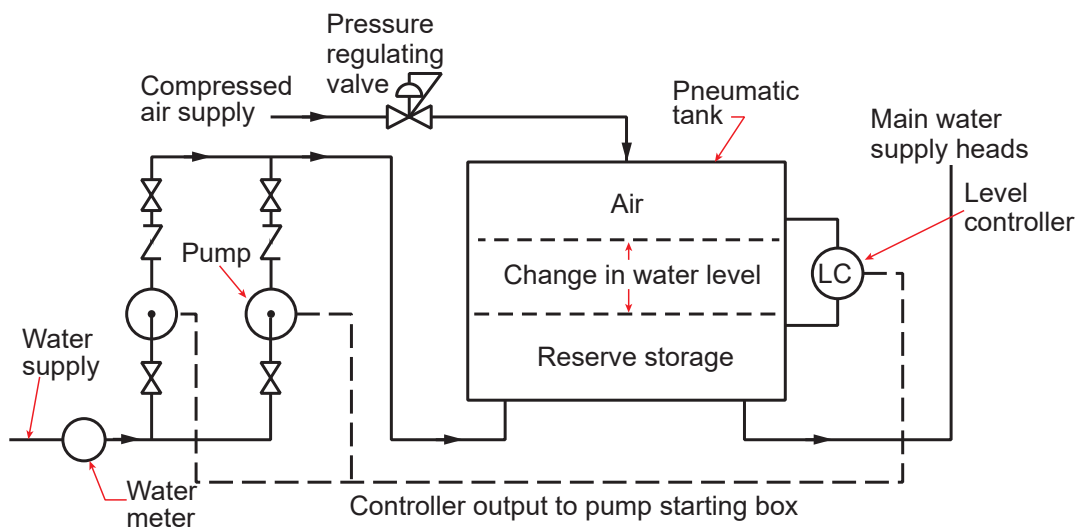 Pressure
regulating
valve
Compressed
air supply
Pneumatic
tank
Main water
supply heads
Air
Level
controller
Pump
Change in water level
LC
Water
supply
Reserve storage
Water
meter
Controller output to pump starting box